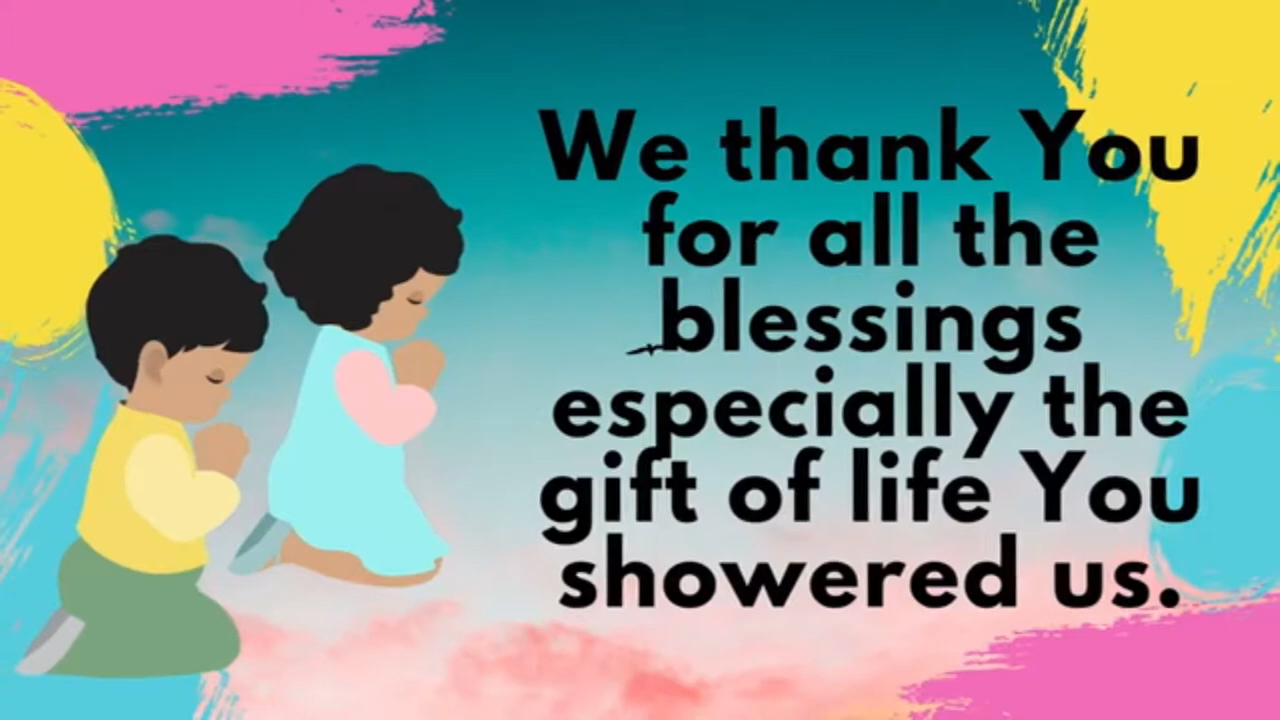 We thank You
for all the
blessings
especially the
gift of life You
showered us.